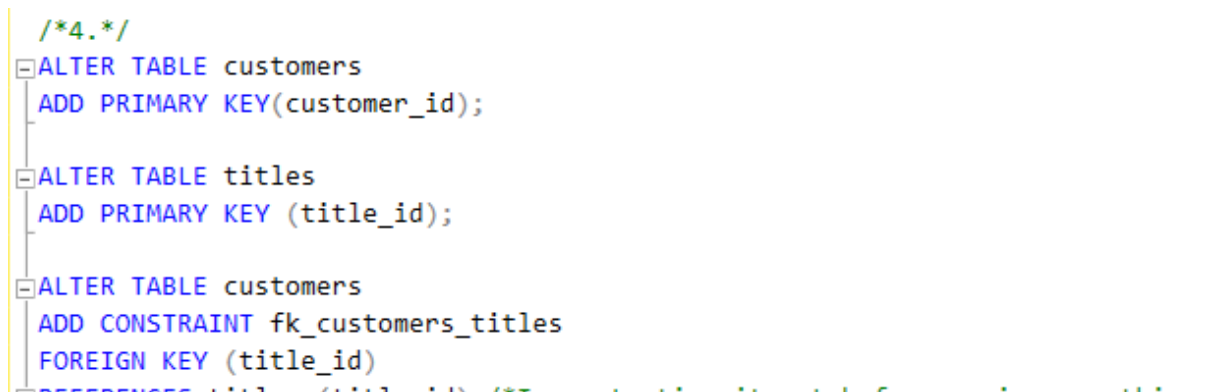 /*4.*/
ALTER TABLE customers
ADD PRIMARY KEY(customer_id);
ALTER TABLE titles
ADD PRIMARY KEY (title_id);
ALTER TABLE customers
ADD CONSTRAINT fk_customers_titles
FOREIGN KEY (title_id)